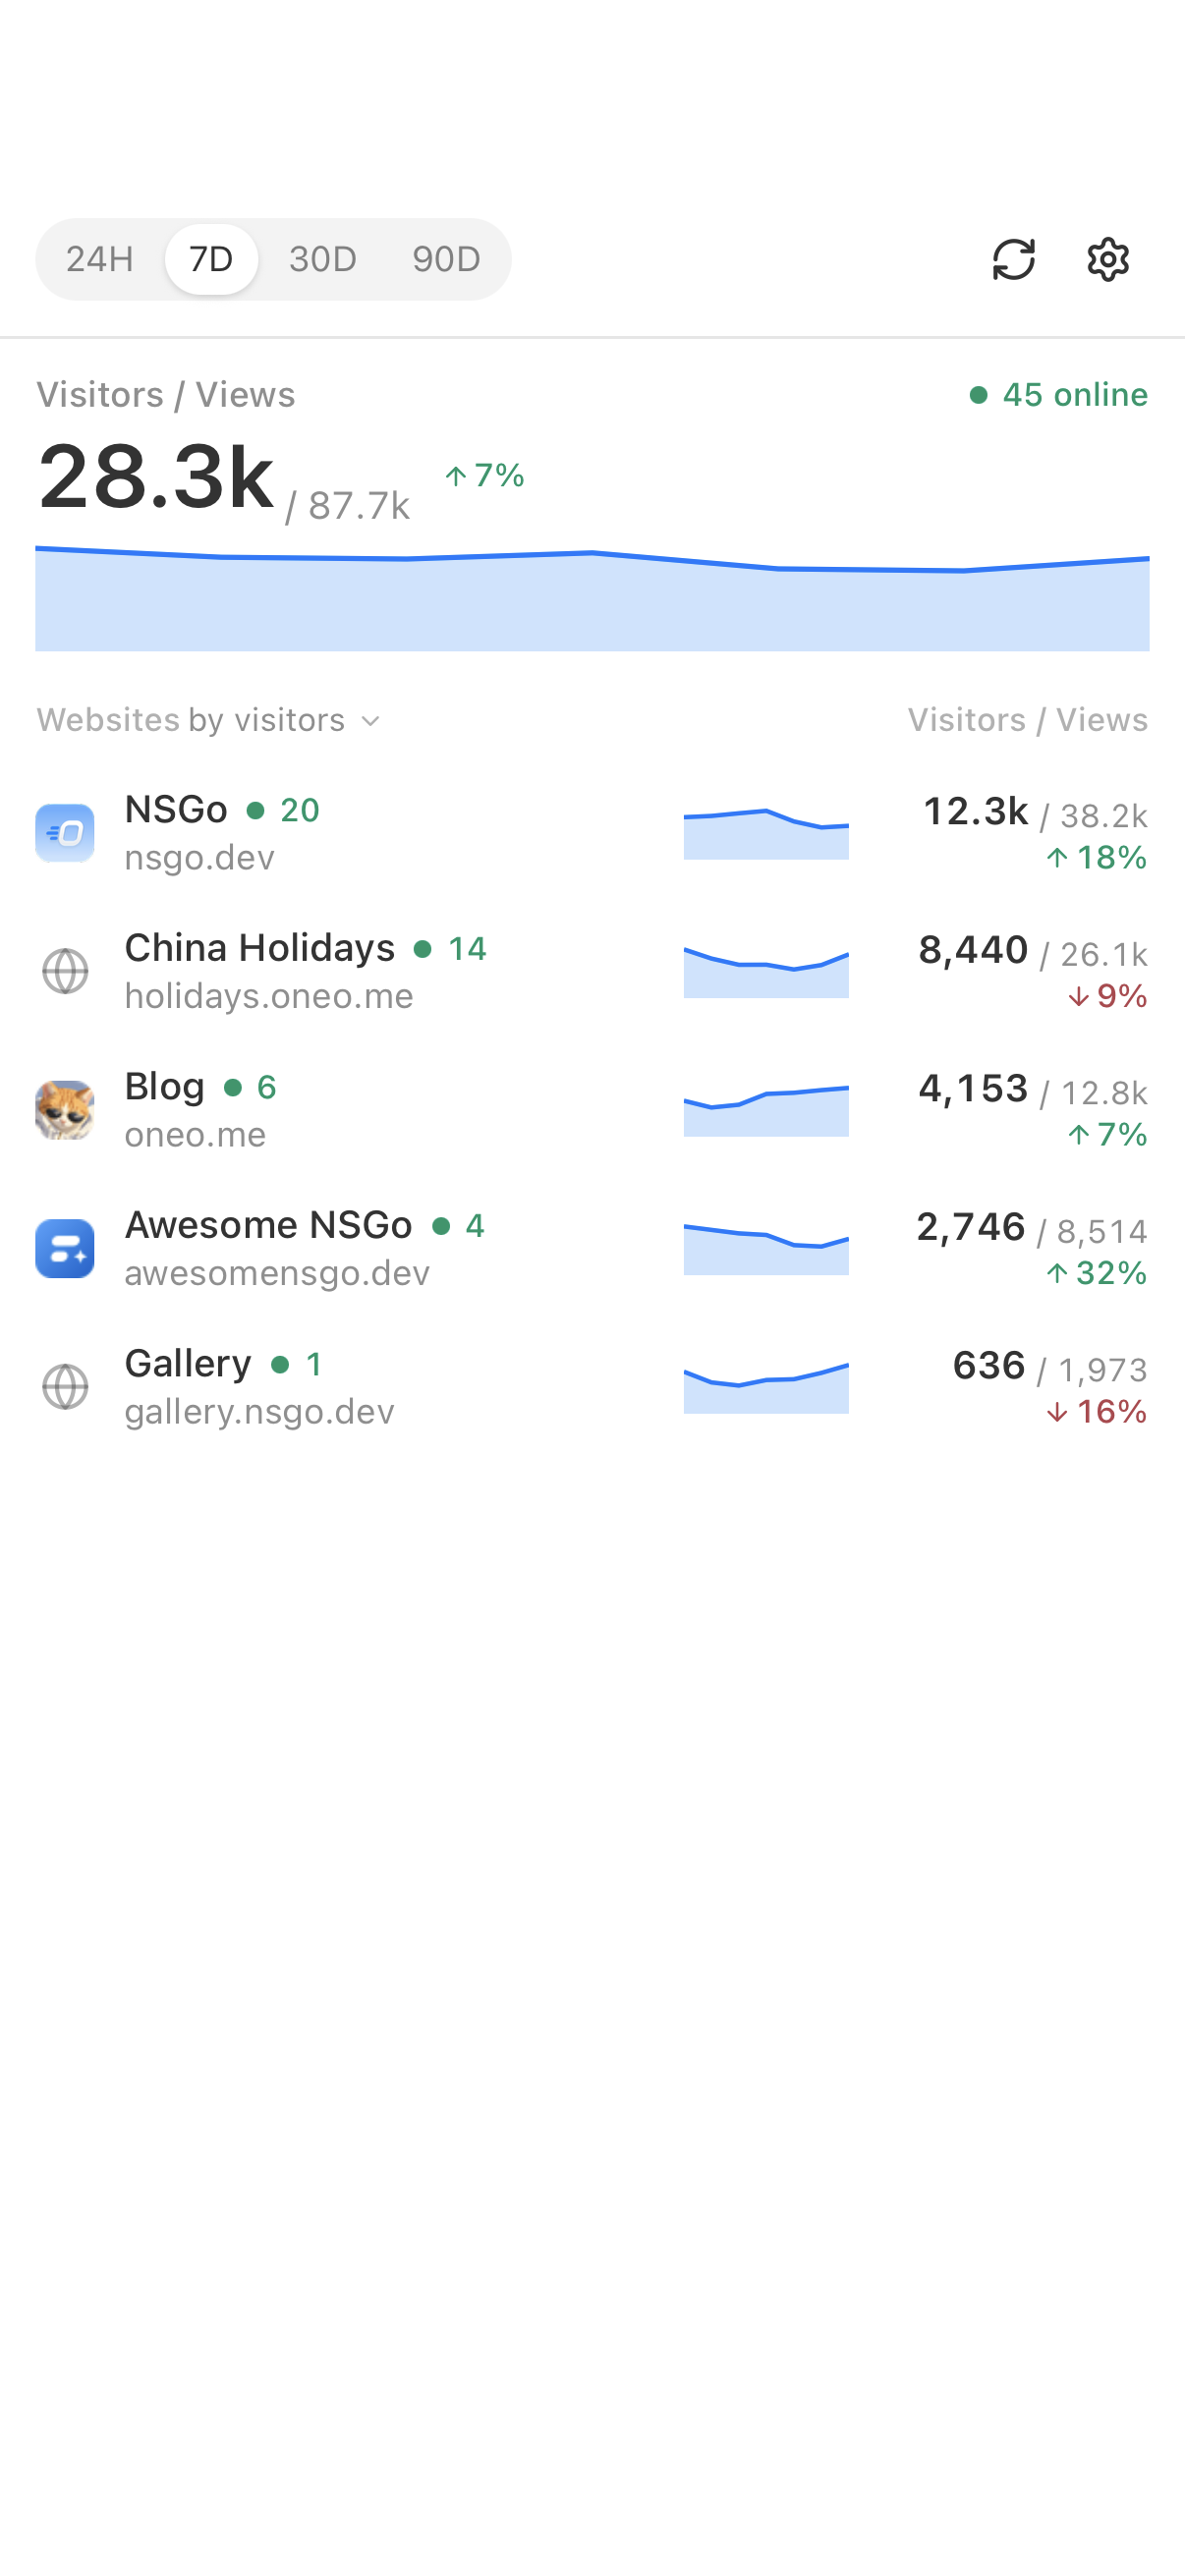 24H 7D 30D 90D
Visitors / Views
45 online
28.3k / 87.7k ↑ 7%
Websites by visitors
Visitors / Views
NSGo 20
nsgo.dev
12.3k / 38.2k
↑ 18%
China Holidays 14
holidays.oneo.me
8,440 / 26.1k
↓ 9%
Blog 6
oneo.me
4,153 / 12.8k
↑ 7%
Awesome NSGo 4
awesomensgo.dev
2,746 / 8,514
↑ 32%
Gallery 1
gallery.nsgo.dev
636 / 1,973
↓ 16%